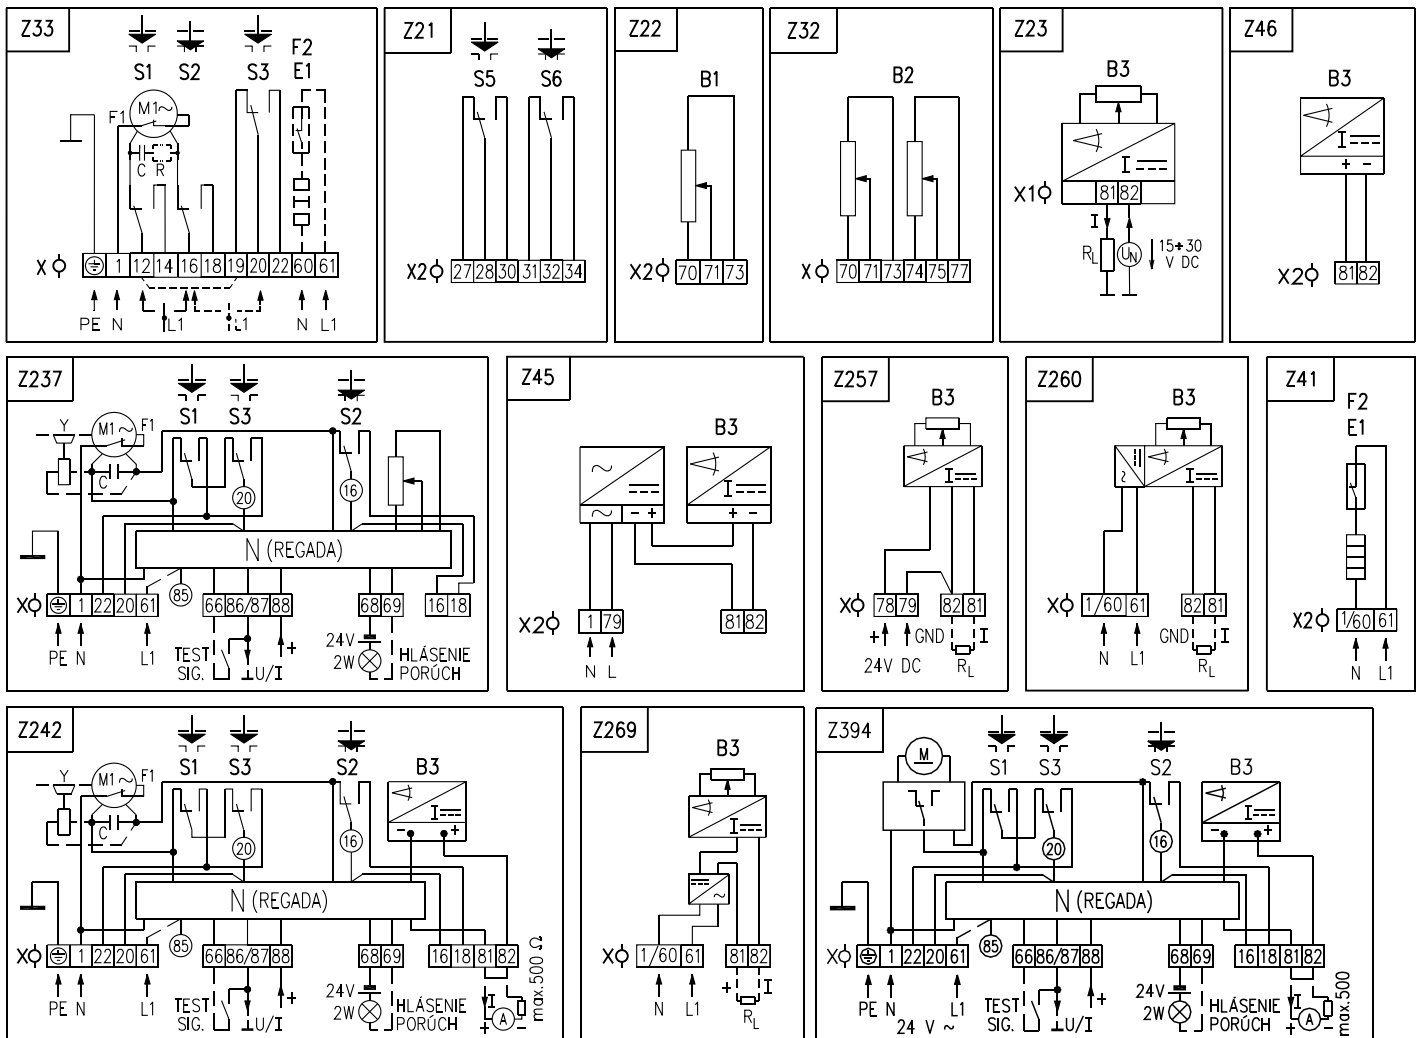 Z33
F2
S1 S2 S3 E1
M1~ F1
C R
X PE 1 12 14 16 18 19 20 22 60 61
PE N L1 L1 N L1
Z21
S5 S6
X2 27 28 30 31 32 34
Z22
B1
X2 70 71 73
Z32
B2
X 70 71 73 74 75 77
Z23
B3
I
X1 81 82
I
RL UN 15÷30
V DC
Z46
B3
I
+ -
X2 81 82
Z237
S1 S3 S2
Y M1~ F1
C
20 16
N (REGADA)
85
X 1 22 20 61 66 86/87 88 68 69 16 18
PE N L1
TEST
SIG.
U/I
+
24V
2W
HLÁSENIE
PORÚCH
Z45
B3
~ I
~ - + + -
X2 1 79 81 82
N L
Z257
B3
I
X 78 79 82 81
+ GND I
24V DC RL
Z260
B3
~ I
X 1/60 61 82 81
GND I
N L1 RL
Z41
F2
E1
X2 1/60 61
N L1
Z242
S1 S3 S2 B3
Y M1~ F1
C
I
- +
20 16
N (REGADA)
85
X 1 22 20 61 66 86/87 88 68 69 16 18 81 82
PE N L1
TEST
SIG.
U/I
+
24V
2W
HLÁSENIE
PORÚCH
I
A
+ -
max.500 Ω
Z269
B3
I
~
X 1/60 61 81 82
+ I
N L1 RL
Z394
M
S1 S3 S2 B3
I
- +
20 16
N (REGADA)
85
X 1 22 20 61 66 86/87 88 68 69 16 18 81 82
PE N L1
24 V ~
TEST
SIG.
U/I
+
24V
2W
HLÁSENIE
PORÚCH
I
A
+ -
max.500